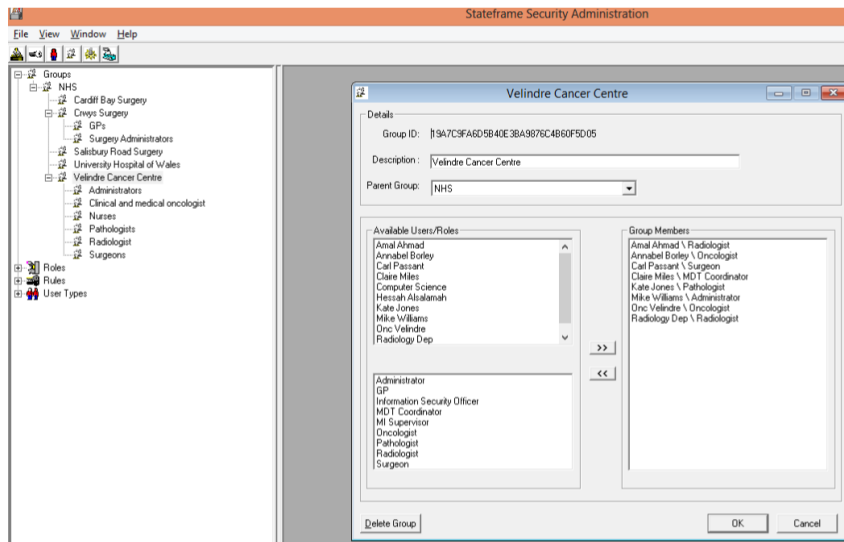 Stateframe Security Administration
File View Window Help
Groups
NHS
Cardiff Bay Surgery
Crwys Surgery
GPs
Surgery Administrators
Salisbury Road Surgery
University Hospital of Wales
Velindre Cancer Centre
Administrators
Clinical and medical oncologist
Nurses
Pathologists
Radiologist
Surgeons
Roles
Rules
User Types
Velindre Cancer Centre
Details
Group ID: 19A7C9FA6D5B40E3BA9876C4B60F5D05
Description : Velindre Cancer Centre
Parent Group: NHS
Available Users/Roles
Amal Ahmad
Annabel Borley
Carl Passant
Claire Miles
Computer Science
Hessah Alsalamah
Kate Jones
Mike Williams
Onc Velindre
Radiology Dep
Administrator
GP
Information Security Officer
MDT Coordinator
MI Supervisor
Oncologist
Pathologist
Radiologist
Surgeon
>>
<<
Group Members
Amal Ahmad \ Radiologist
Annabel Borley \ Oncologist
Carl Passant \ Surgeon
Claire Miles \ MDT Coordinator
Kate Jones \ Pathologist
Mike Williams \ Administrator
Onc Velindre \ Oncologist
Radiology Dep \ Radiologist
Delete Group
OK
Cancel